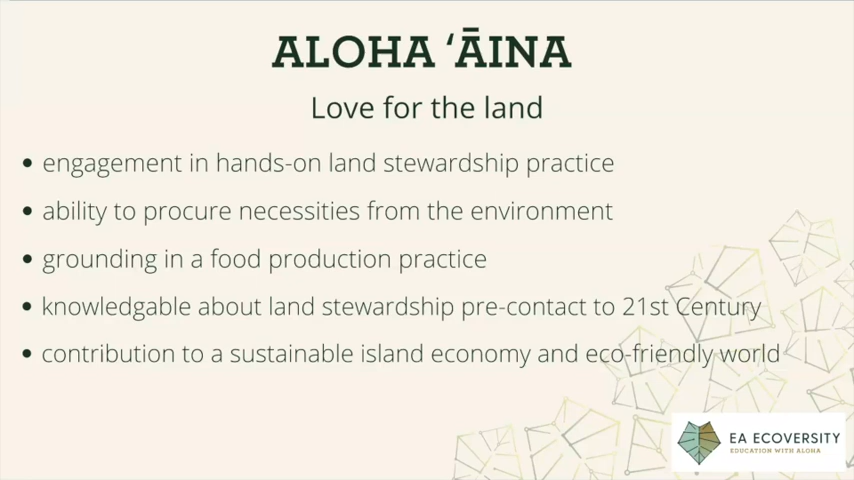 ALOHA ʻĀINA
Love for the land
• engagement in hands-on land stewardship practice
• ability to procure necessities from the environment
• grounding in a food production practice
• knowledgable about land stewardship pre-contact to 21st Century
• contribution to a sustainable island economy and eco-friendly world
EA ECOVERSITY
EDUCATION WITH ALOHA